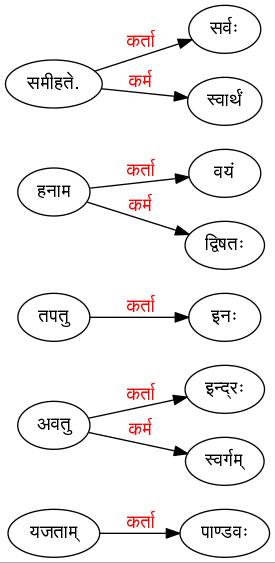 कर्ता
सर्वः
समीहते.
कर्म
स्वार्थं
कर्ता
वयं
हनाम
कर्म
द्विषतः
कर्ता
तपतु
इनः
कर्ता
इन्द्रः
अवतु
कर्म
स्वर्गम्
कर्ता
यजताम्
पाण्डवः